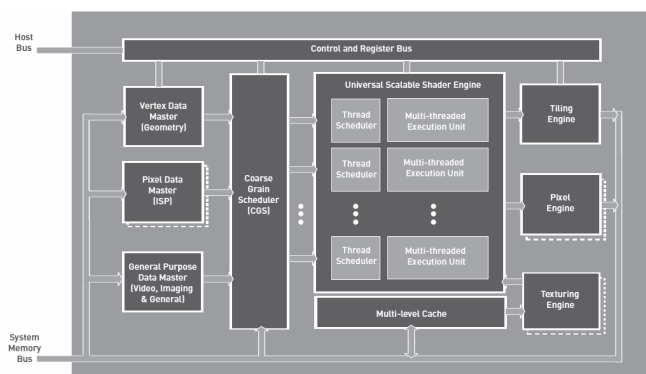 Host
Bus
Control and Register Bus
Vertex Data
Master
(Geometry)
Pixel Data
Master
(ISP)
General Purpose
Data Master
(Video, Imaging
& General)
Coarse
Grain
Scheduler
(CGS)
Universal Scalable Shader Engine
Thread
Scheduler
Multi-threaded
Execution Unit
Thread
Scheduler
Multi-threaded
Execution Unit
Thread
Scheduler
Multi-threaded
Execution Unit
Multi-level Cache
Tiling
Engine
Pixel
Engine
Texturing
Engine
System
Memory
Bus